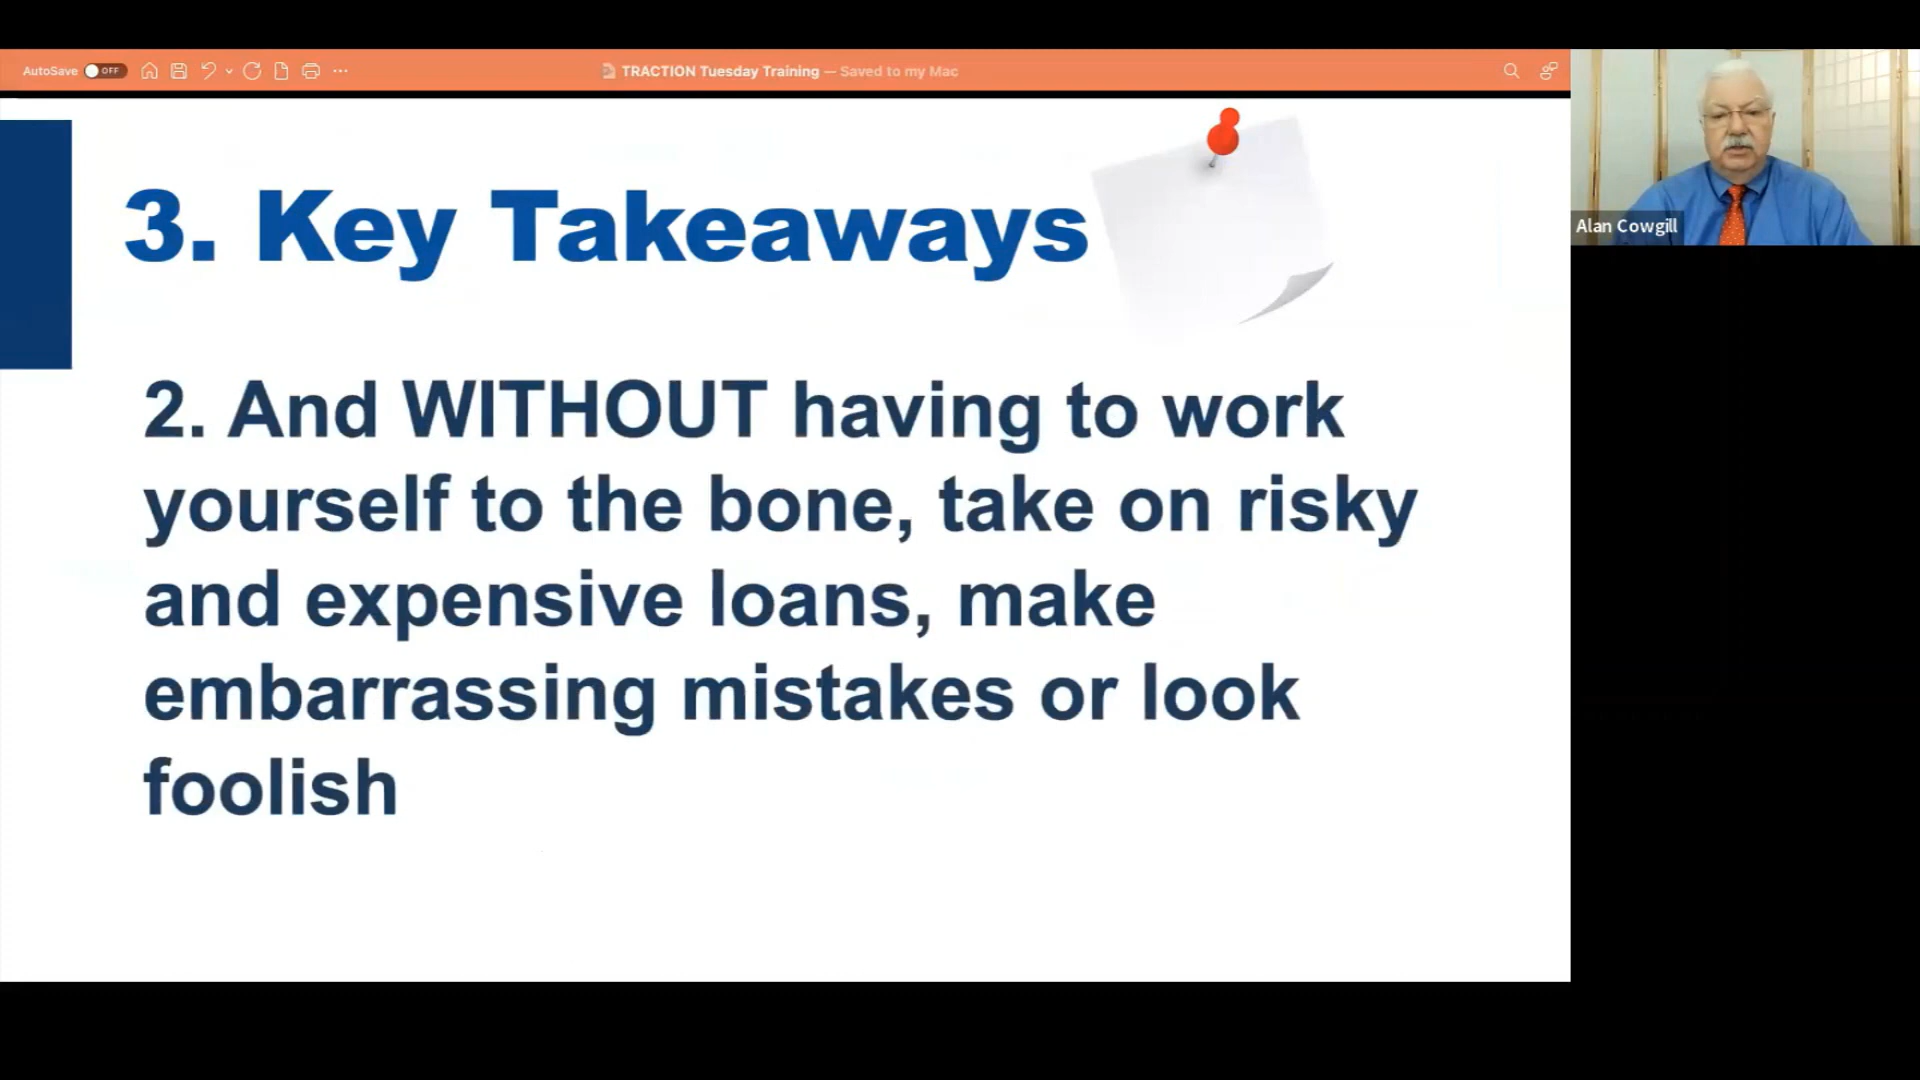 AutoSave OFF
TRACTION Tuesday Training — Saved to my Mac
Alan Cowgill
3. Key Takeaways
2. And WITHOUT having to work
yourself to the bone, take on risky
and expensive loans, make
embarrassing mistakes or look
foolish